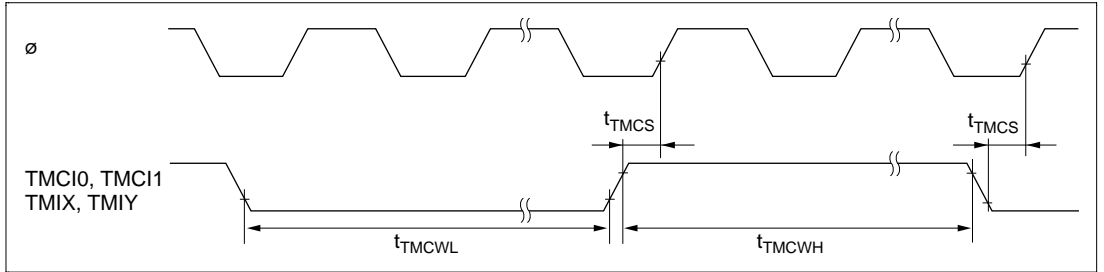 ø
tTMCS
tTMCS
TMCI0, TMCI1
TMIX, TMIY
tTMCWL
tTMCWH